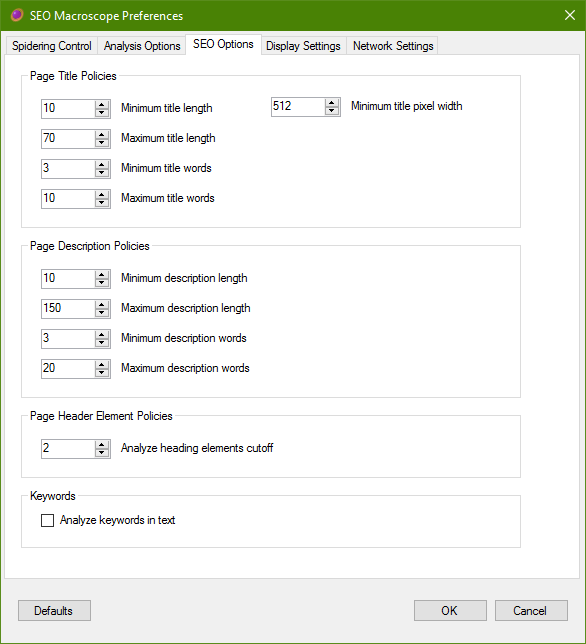 SEO Macroscope Preferences
Spidering Control Analysis Options SEO Options Display Settings Network Settings
Page Title Policies
10 Minimum title length 512 Minimum title pixel width
70 Maximum title length
3 Minimum title words
10 Maximum title words
Page Description Policies
10 Minimum description length
150 Maximum description length
3 Minimum description words
20 Maximum description words
Page Header Element Policies
2 Analyze heading elements cutoff
Keywords
Analyze keywords in text
Defaults OK Cancel